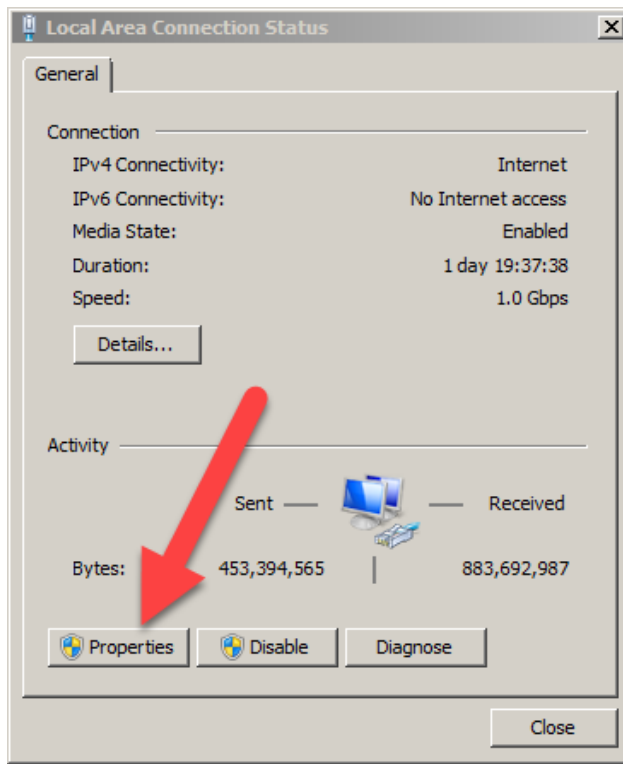 Local Area Connection Status
General
Connection
IPv4 Connectivity: Internet
IPv6 Connectivity: No Internet access
Media State: Enabled
Duration: 1 day 19:37:38
Speed: 1.0 Gbps
Details...
Activity
Sent Received
Bytes: 453,394,565 883,692,987
Properties Disable Diagnose
Close